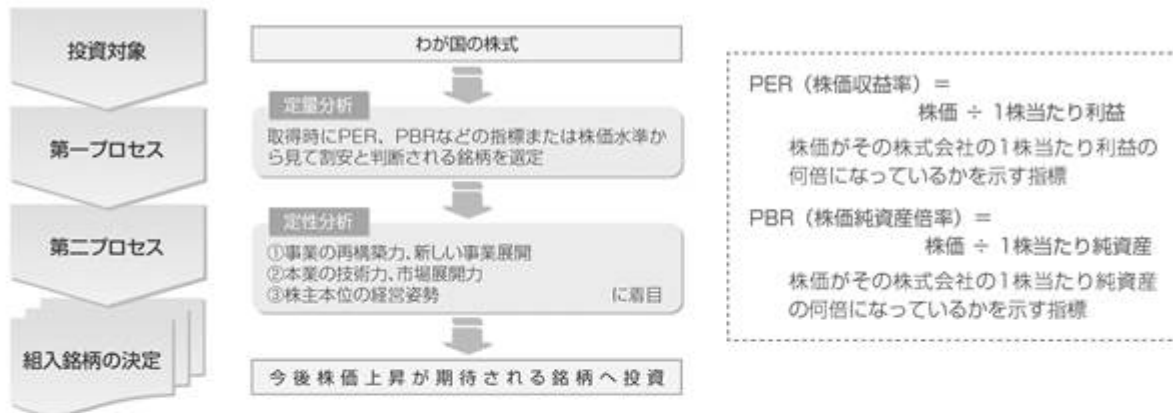 投資対象
わが国の株式
第一プロセス
定量分析
取得時にPER、PBRなどの指標または株価水準か
ら見て割安と判断される銘柄を選定
第二プロセス
定性分析
①事業の再構築力、新しい事業展開
②本業の技術力、市場展開力
③株主本位の経営姿勢 に着目
組入銘柄の決定
今後株価上昇が期待される銘柄へ投資
PER（株価収益率）＝
株価 ÷ 1株当たり利益
株価がその株式会社の1株当たり利益の
何倍になっているかを示す指標
PBR（株価純資産倍率）＝
株価 ÷ 1株当たり純資産
株価がその株式会社の1株当たり純資産
の何倍になっているかを示す指標